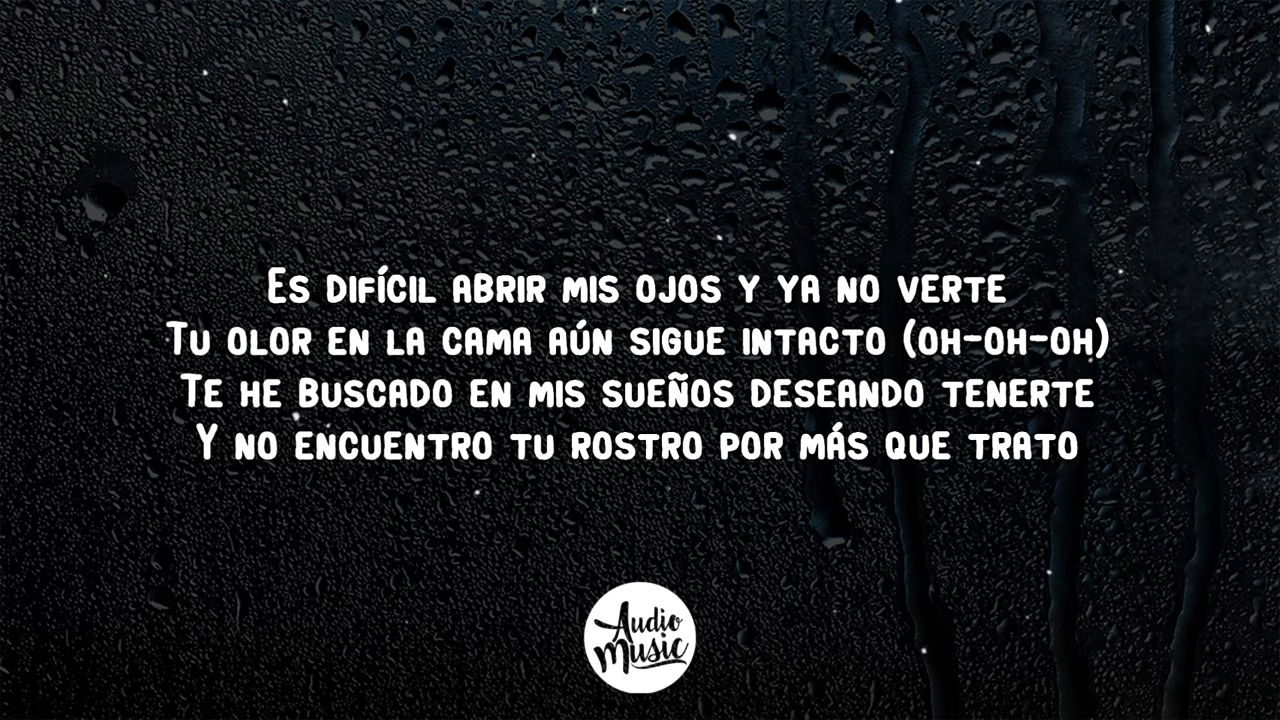 Es difícil abrir mis ojos y ya no verte
Tu olor en la cama aún sigue intacto (oh-oh-oh)
Te he buscado en mis sueños deseando tenerte
Y no encuentro tu rostro por más que trato
Audio
Music